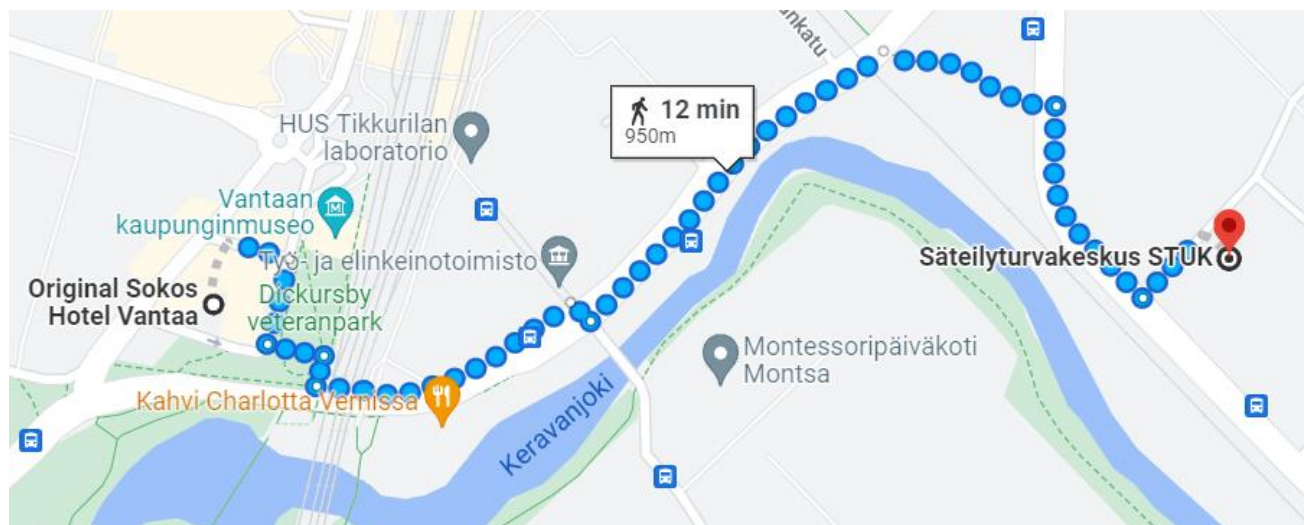 unkatu
12 min
950m
HUS Tikkurilan
laboratorio
Vantaan
kaupunginmuseo
Työ- ja elinkeinotoimisto
Säteilyturvakeskus STUK
Original Sokos
Hotel Vantaa
Dickursby
veteranpark
Montessoripäiväkoti
Montsa
Kahvi Charlotta Vernissa
Keravanjoki